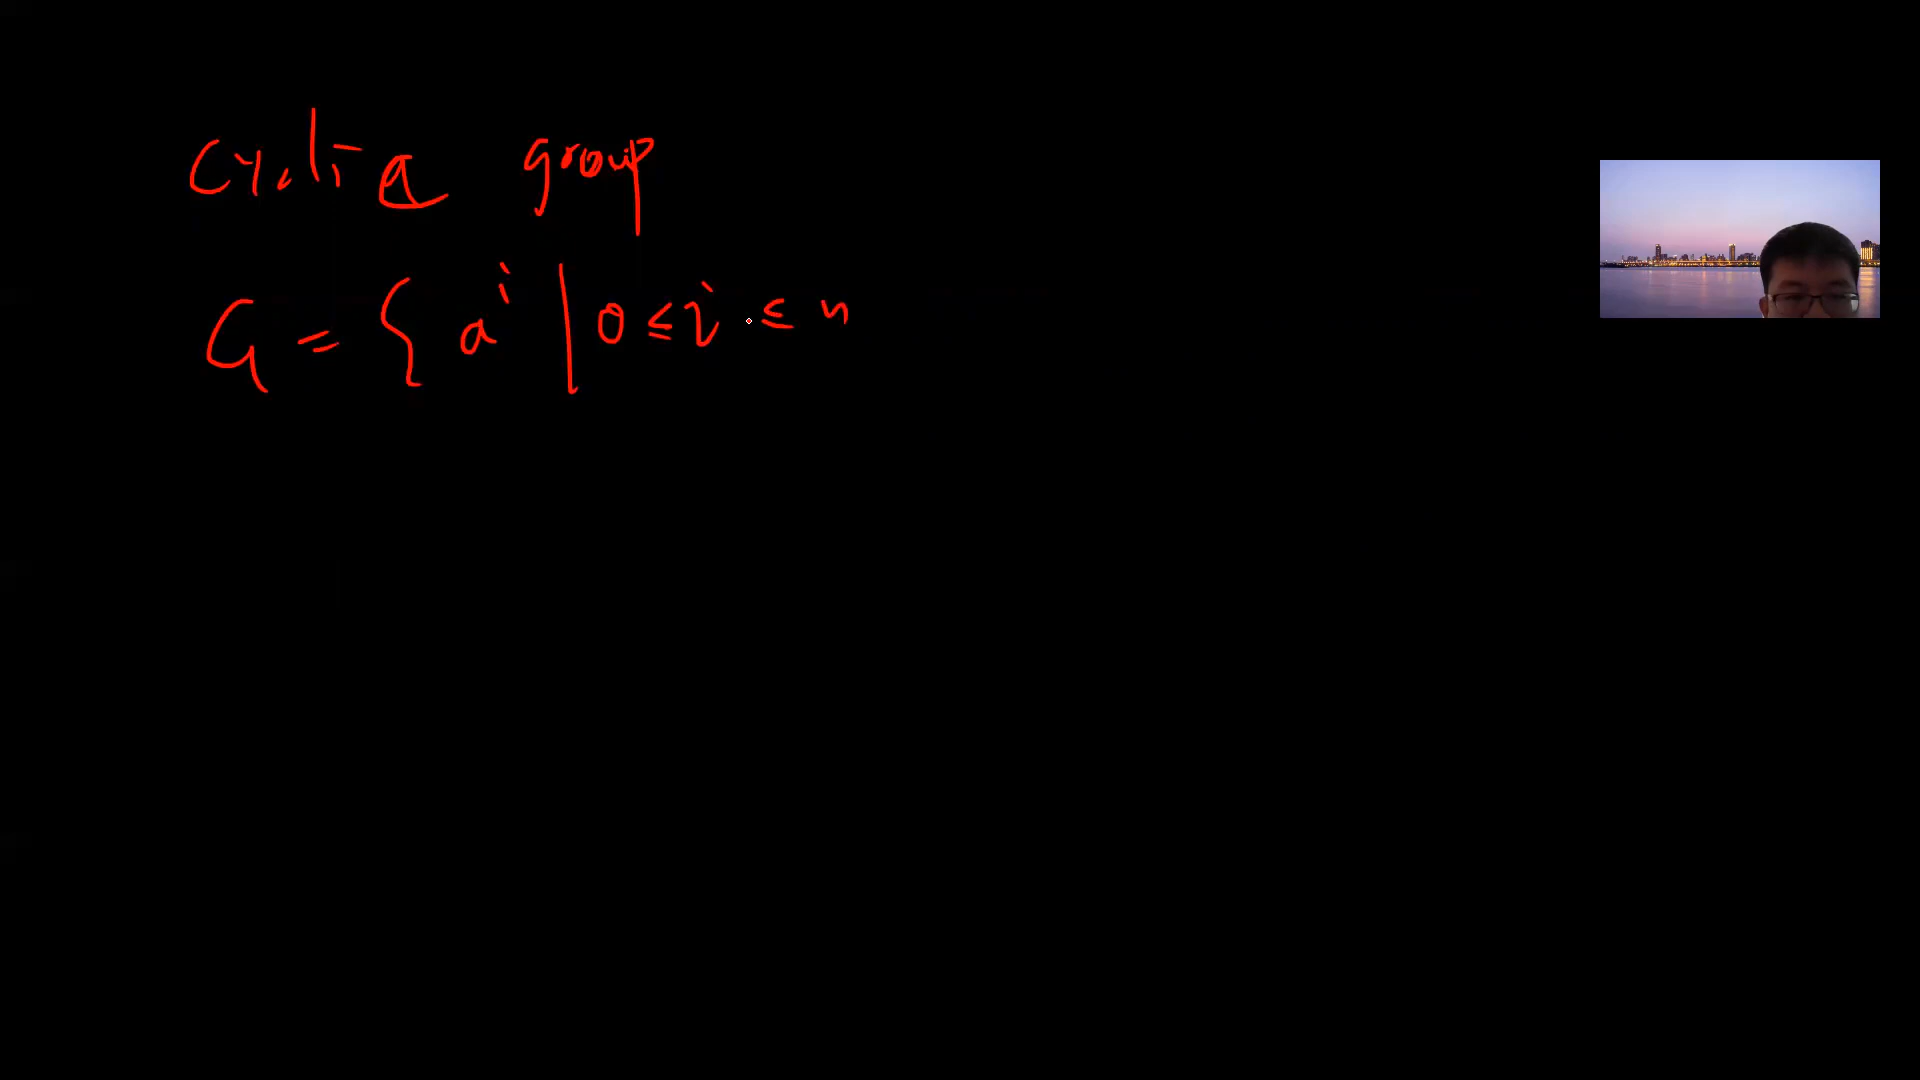 cyclic group
G = { a^i | 0 ≤ i ≤ n